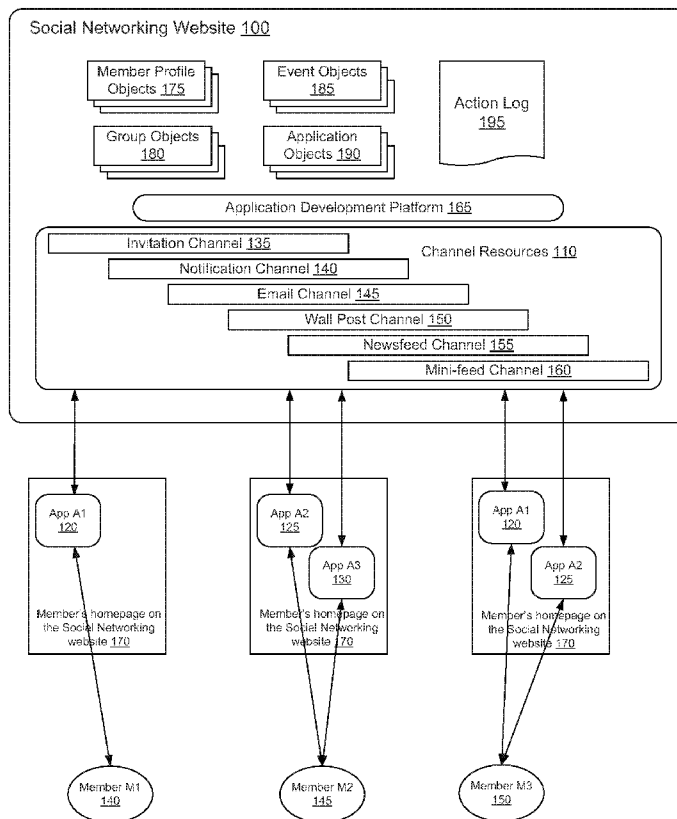 Social Networking Website 100
Member Profile
Objects 175
Event Objects
185
Action Log
195
Group Objects
180
Application
Objects 190
Application Development Platform 165
Invitation Channel 135
Channel Resources 110
Notification Channel 140
Email Channel 145
Wall Post Channel 150
Newsfeed Channel 155
Mini-feed Channel 160
App A1
120
Member's homepage on
the Social Networking
website 170
App A2
125
App A3
130
Member's homepage on
the Social Networking
website 170
App A1
120
App A2
125
Member's homepage on
the Social Networking
website 170
Member M1
140
Member M2
145
Member M3
150